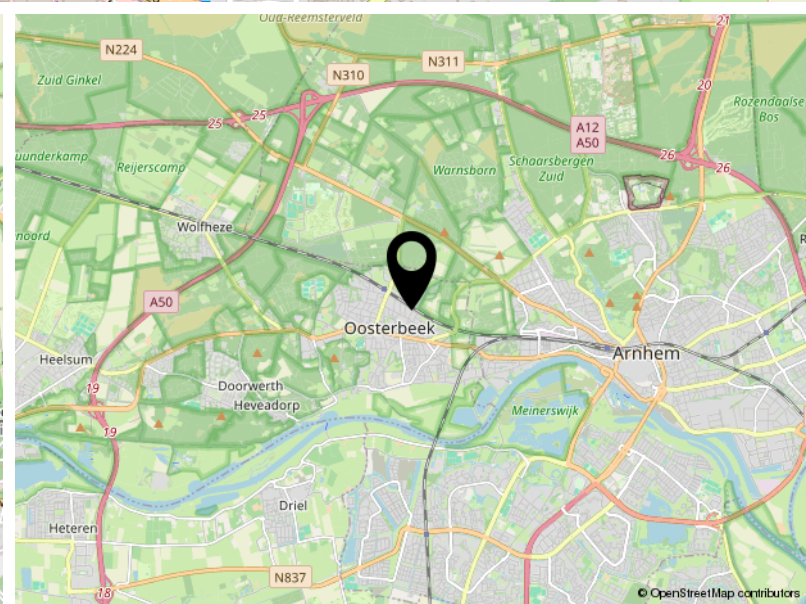 Oud-Reemsterveld
21
N224
N311
N310
Zuid Ginkel
20
Rozendaalse
Bos
25
25
A12
A50
26
26
Reijerscamp
Warnsborn
Schaarsbergen
Zuid
Wolfheze
A50
Oosterbeek
Arnhem
Heelsum
19
Doorwerth
Heveadorp
Meinerswijk
19
Driel
Heteren
N837
18
© OpenStreetMap contributors